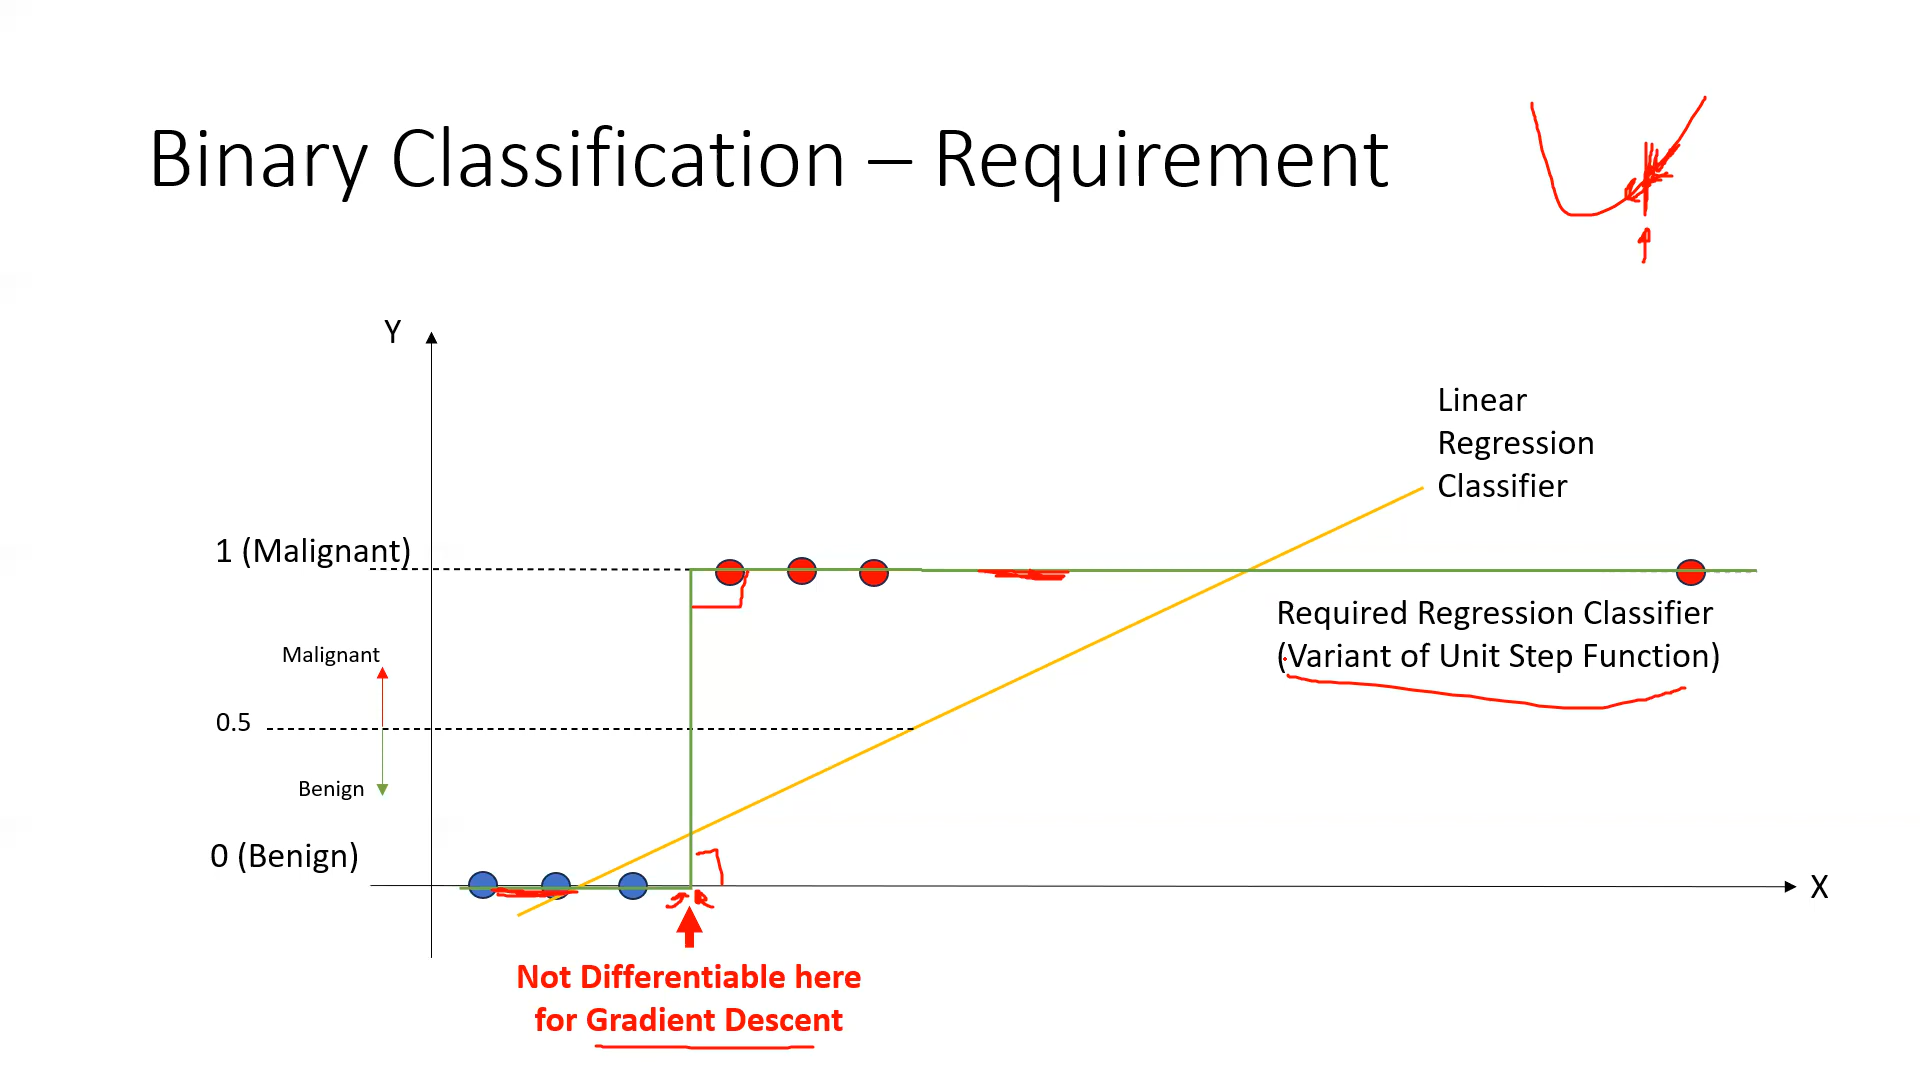 Binary Classification – Requirement
Y
Linear
Regression
Classifier
1 (Malignant)
Required Regression Classifier
(Variant of Unit Step Function)
Malignant
0.5
Benign
0 (Benign)
X
Not Differentiable here
for Gradient Descent